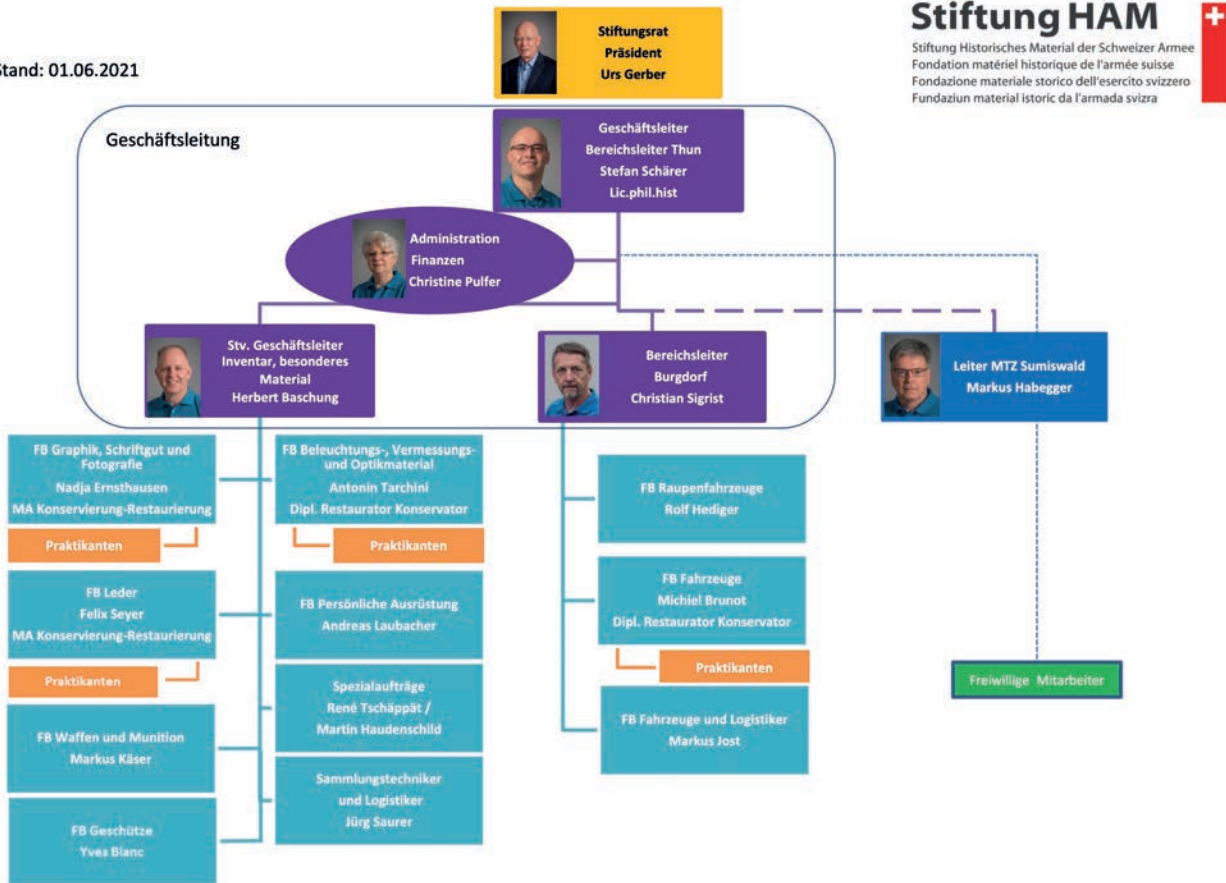 Stiftung HAM
Stiftung Historisches Material der Schweizer Armee
Fondation matériel historique de l'armée suisse
Fondazione materiale storico dell'esercito svizzero
Fundaziun material istoric da l'armada svizra
Stand: 01.06.2021
Stiftungsrat
Präsident
Urs Gerber
Geschäftsleitung
Geschäftsleiter
Bereichsleiter Thun
Stefan Schärer
Lic.phil.hist
Administration
Finanzen
Christine Pulfer
Stv. Geschäftsleiter
Inventar, besonderes
Material
Herbert Baschung
Bereichsleiter
Burgdorf
Christian Sigrist
Leiter MTZ Sumiswald
Markus Habegger
FB Graphik, Schriftgut und
Fotografie
Nadja Ernsthausen
MA Konservierung-Restaurierung
Praktikanten
FB Leder
Felix Seyer
MA Konservierung-Restaurierung
Praktikanten
FB Waffen und Munition
Markus Käser
FB Geschütze
Yves Blanc
FB Beleuchtungs-, Vermessungs-
und Optikmaterial
Antonin Tarchini
Dipl. Restaurator Konservator
Praktikanten
FB Persönliche Ausrüstung
Andreas Laubacher
Spezialaufträge
René Tschäppät /
Martin Haudenschild
Sammlungstechniker
und Logistiker
Jürg Saurer
FB Raupenfahrzeuge
Rolf Hediger
FB Fahrzeuge
Michiel Brunot
Dipl. Restaurator Konservator
Praktikanten
FB Fahrzeuge und Logistiker
Markus Jost
Freiwillige Mitarbeiter